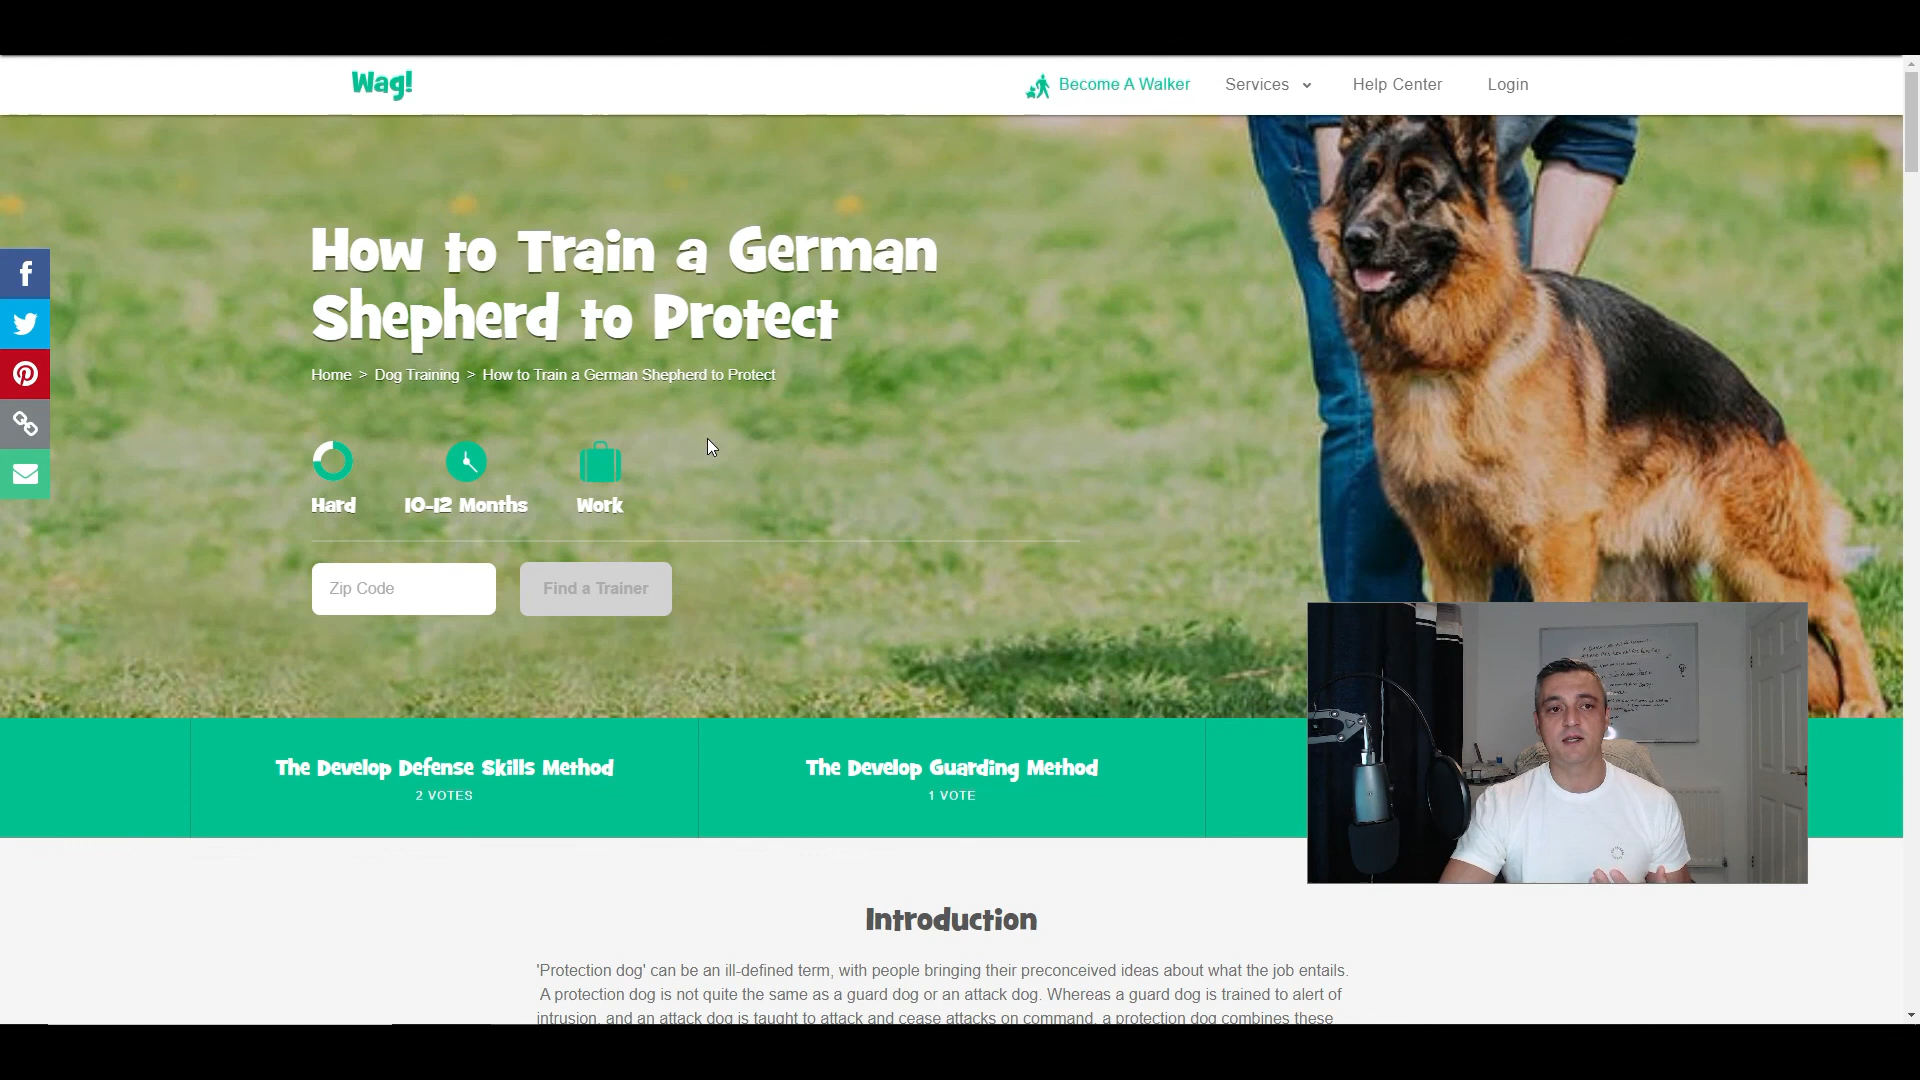 Wag!
Become A Walker
Services
Help Center
Login
How to Train a German
Shepherd to Protect
Home > Dog Training > How to Train a German Shepherd to Protect
Hard
10-12 Months
Work
Zip Code
Find a Trainer
The Develop Defense Skills Method
2 VOTES
The Develop Guarding Method
1 VOTE
Introduction
'Protection dog' can be an ill-defined term, with people bringing their preconceived ideas about what the job entails.
A protection dog is not quite the same as a guard dog or an attack dog. Whereas a guard dog is trained to alert of
intrusion, and an attack dog is taught to attack and cease attacks on command, a protection dog combines these